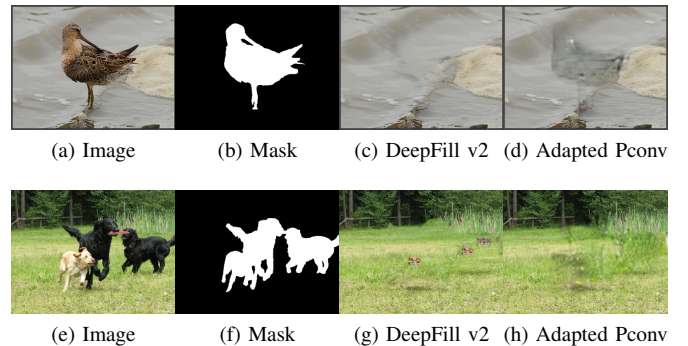 (a) Image (b) Mask (c) DeepFill v2 (d) Adapted Pconv
(e) Image (f) Mask (g) DeepFill v2 (h) Adapted Pconv